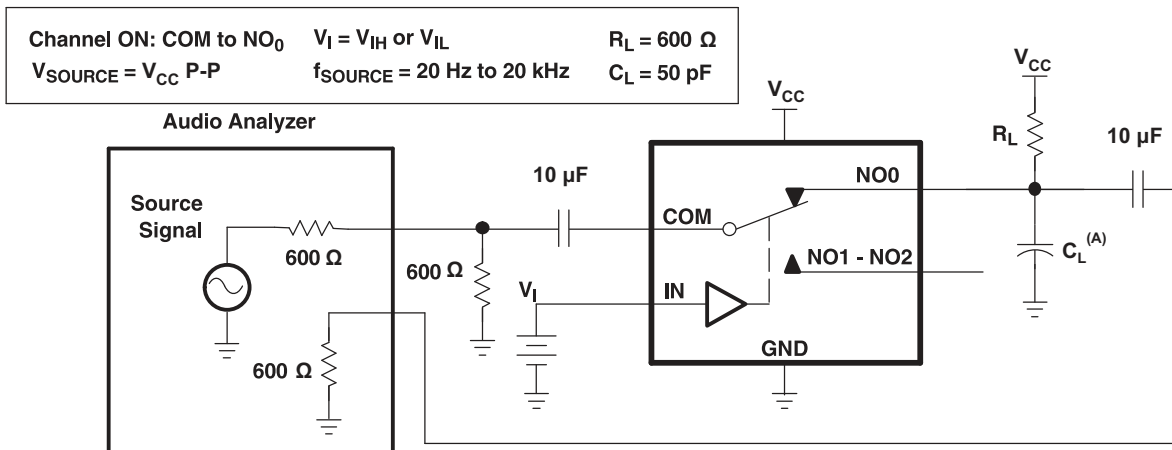 Channel ON: COM to NO0 VI = VIH or VIL RL = 600 Ω
VSOURCE = VCC P-P fSOURCE = 20 Hz to 20 kHz CL = 50 pF
Audio Analyzer
VCC
VCC
RL
10 µF
10 µF
NO0
Source
Signal
COM
600 Ω
600 Ω
NO1 - NO2
CL(A)
VI
IN
GND
600 Ω